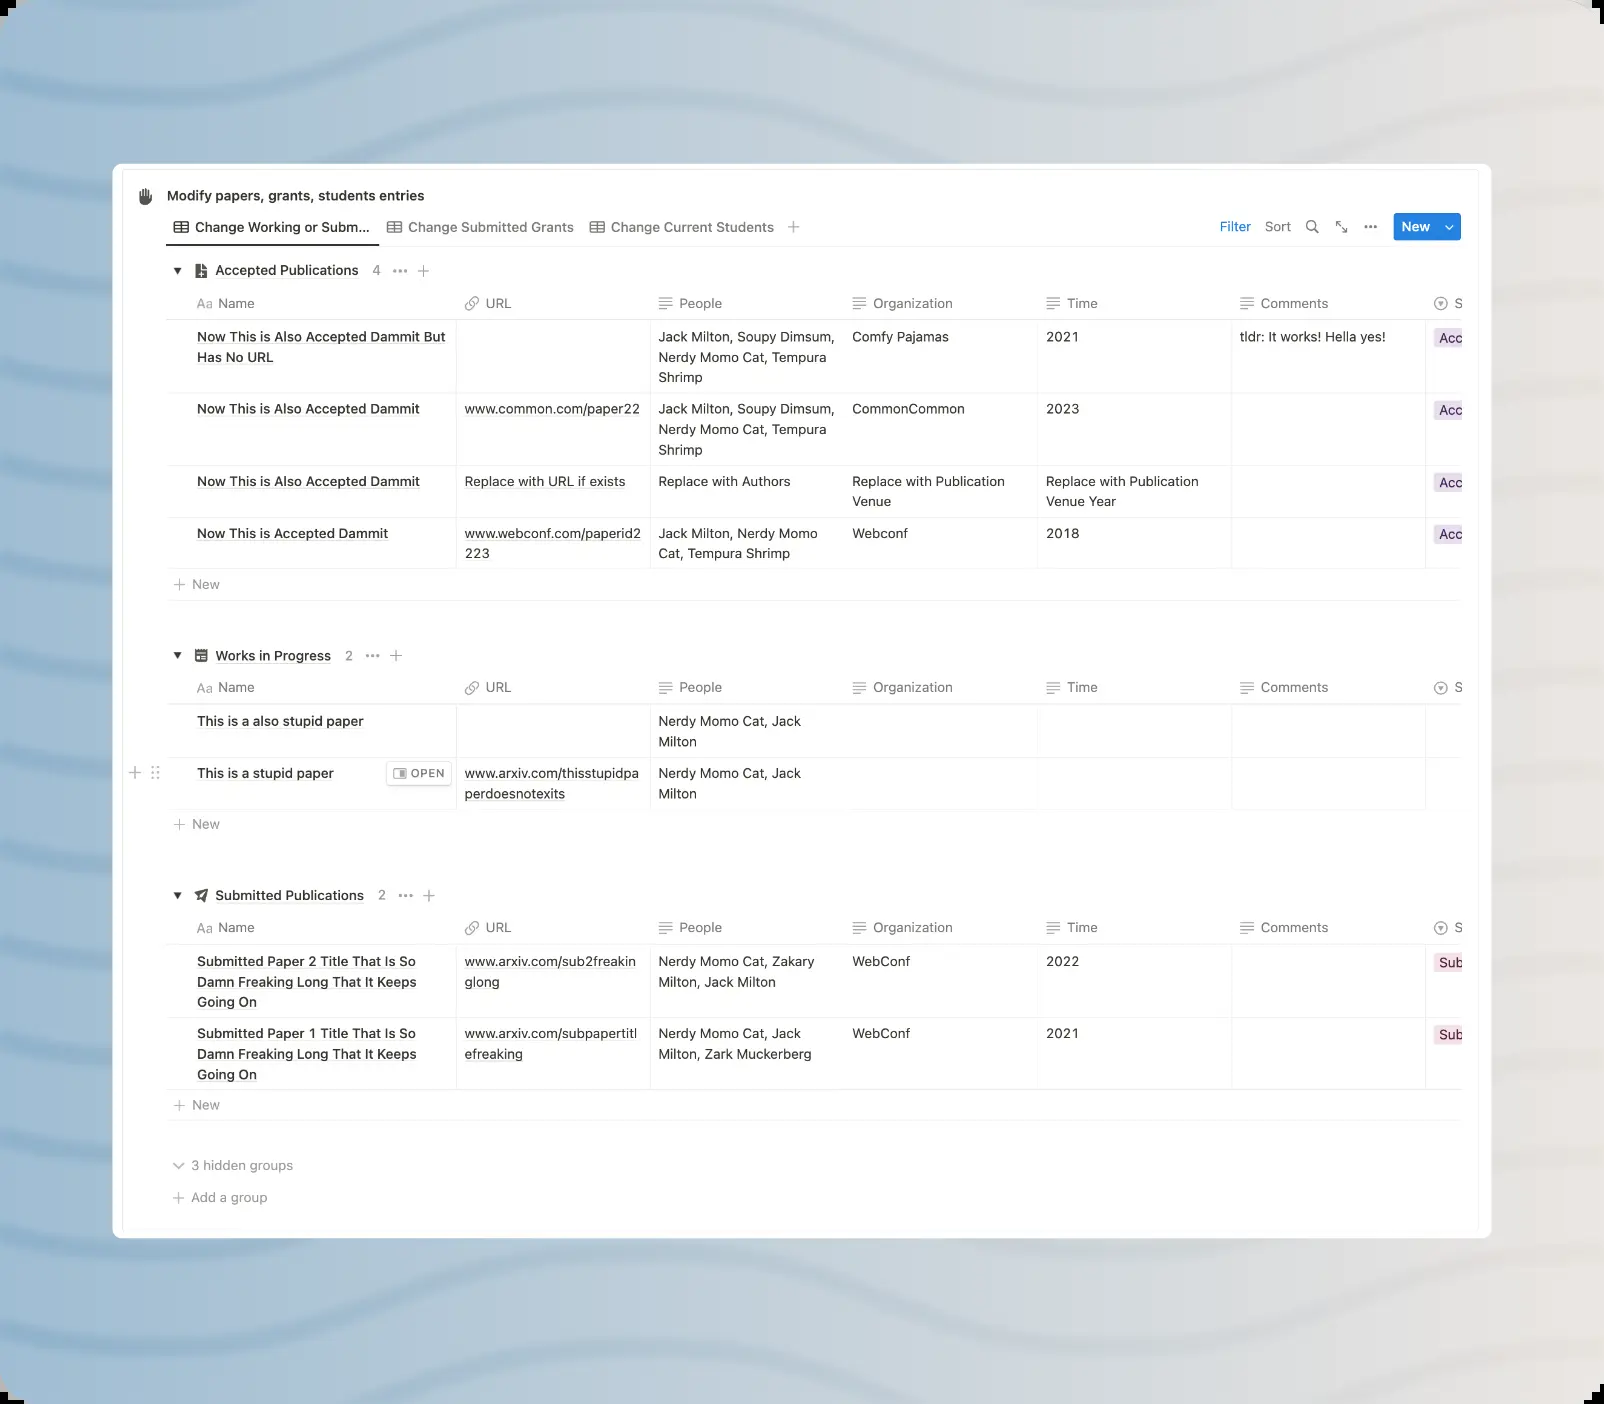 Modify papers, grants, students entries
Change Working or Subm... Change Submitted Grants Change Current Students Filter Sort New
Accepted Publications 4
Aa Name URL People Organization Time Comments S
Now This is Also Accepted Dammit But Jack Milton, Soupy Dimsum, Comfy Pajamas 2021 tldr: It works! Hella yes! Acc
Has No URL Nerdy Momo Cat, Tempura
Shrimp
Now This is Also Accepted Dammit www.common.com/paper22 Jack Milton, Soupy Dimsum, CommonCommon 2023 Acc
Nerdy Momo Cat, Tempura
Shrimp
Now This is Also Accepted Dammit Replace with URL if exists Replace with Authors Replace with Publication Replace with Publication Acc
Venue Venue Year
Now This is Accepted Dammit www.webconf.com/paperid2 Jack Milton, Nerdy Momo Webconf 2018 Acc
223 Cat, Tempura Shrimp
New
Works in Progress 2
Aa Name URL People Organization Time Comments S
This is a also stupid paper Nerdy Momo Cat, Jack
Milton
This is a stupid paper OPEN www.arxiv.com/thisstupidpa Nerdy Momo Cat, Jack
perdoesnotexits Milton
New
Submitted Publications 2
Aa Name URL People Organization Time Comments S
Submitted Paper 2 Title That Is So www.arxiv.com/sub2freakin Nerdy Momo Cat, Zakary WebConf 2022 Sub
Damn Freaking Long That It Keeps glong Milton, Jack Milton
Going On
Submitted Paper 1 Title That Is So www.arxiv.com/subpapertitl Nerdy Momo Cat, Jack WebConf 2021 Sub
Damn Freaking Long That It Keeps efreaking Milton, Zark Muckerberg
Going On
New
3 hidden groups
Add a group